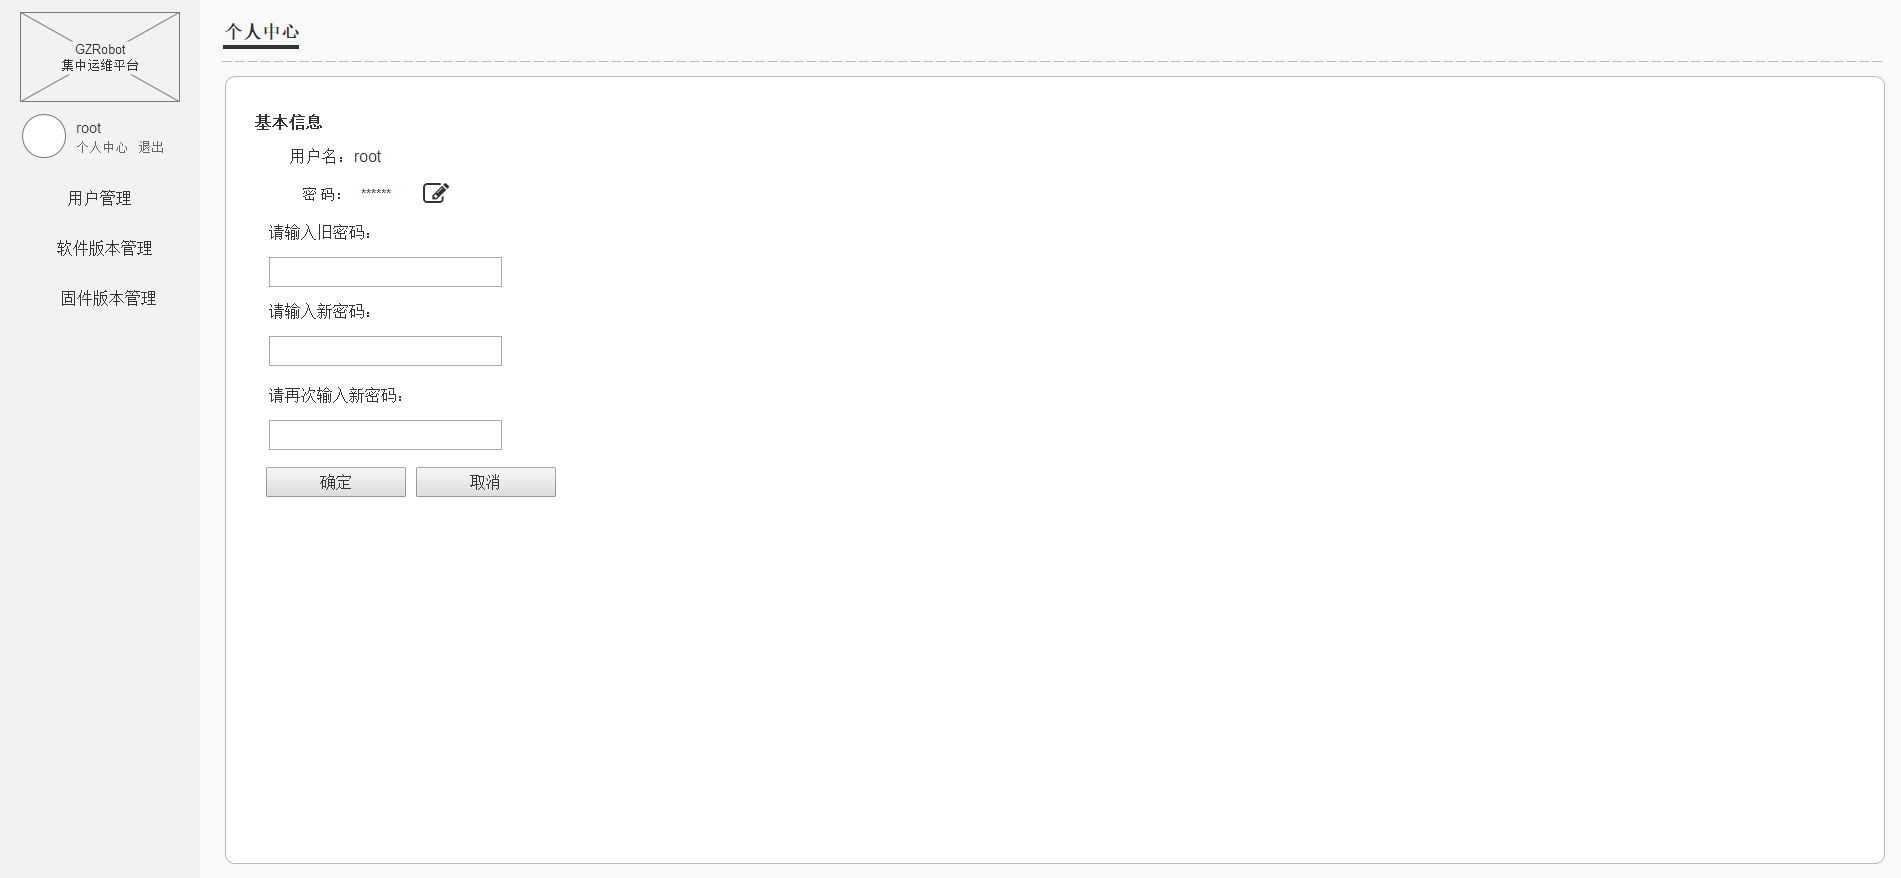 GZRobot
集中运维平台
root
个人中心 退出
用户管理
软件版本管理
固件版本管理
个人中心
基本信息
用户名：root
密 码： ******
请输入旧密码：
请输入新密码：
请再次输入新密码：
确定 取消